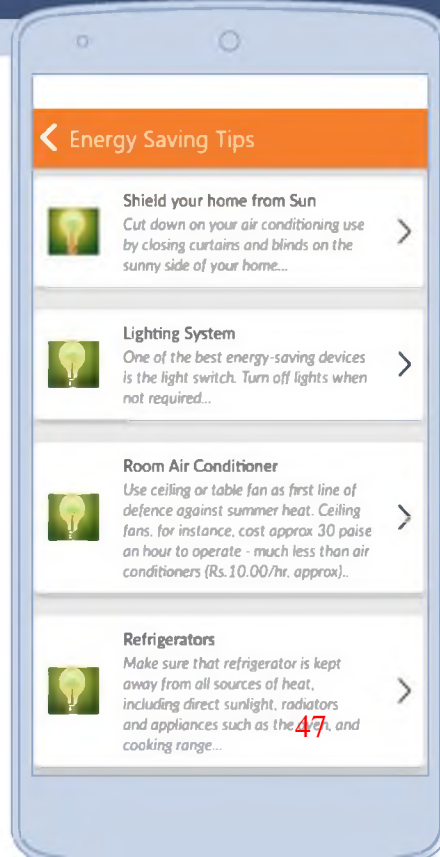 Energy Saving Tips
Shield your home from Sun
Cut down on your air conditioning use
by closing curtains and blinds on the
sunny side of your home...
Lighting System
One of the best energy-saving devices
is the light switch. Turn off lights when
not required...
Room Air Conditioner
Use ceiling or table fan as first line of
defence against summer heat. Ceiling
fans, for instance, cost approx 30 paise
an hour to operate - much less than air
conditioners (Rs.10.00/hr. approx)..
Refrigerators
Make sure that refrigerator is kept
away from all sources of heat,
including direct sunlight, radiators
and appliances such as the oven, and
47
cooking range...